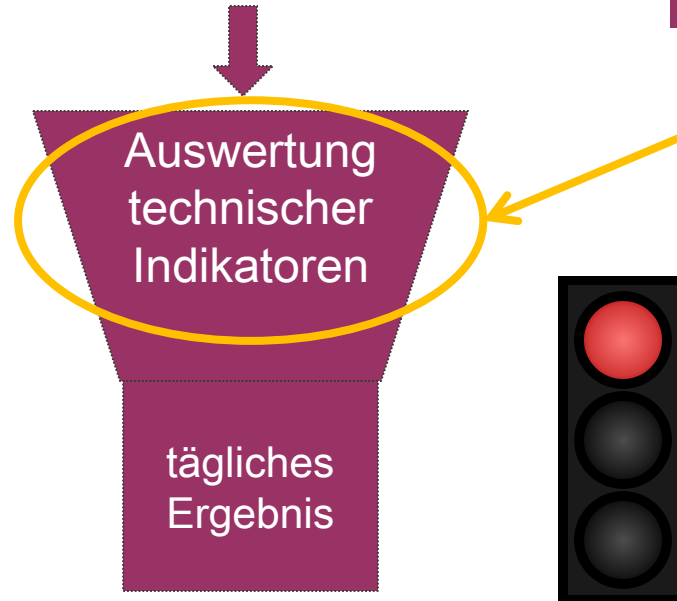 Auswertung
technischer
Indikatoren
tägliches
Ergebnis